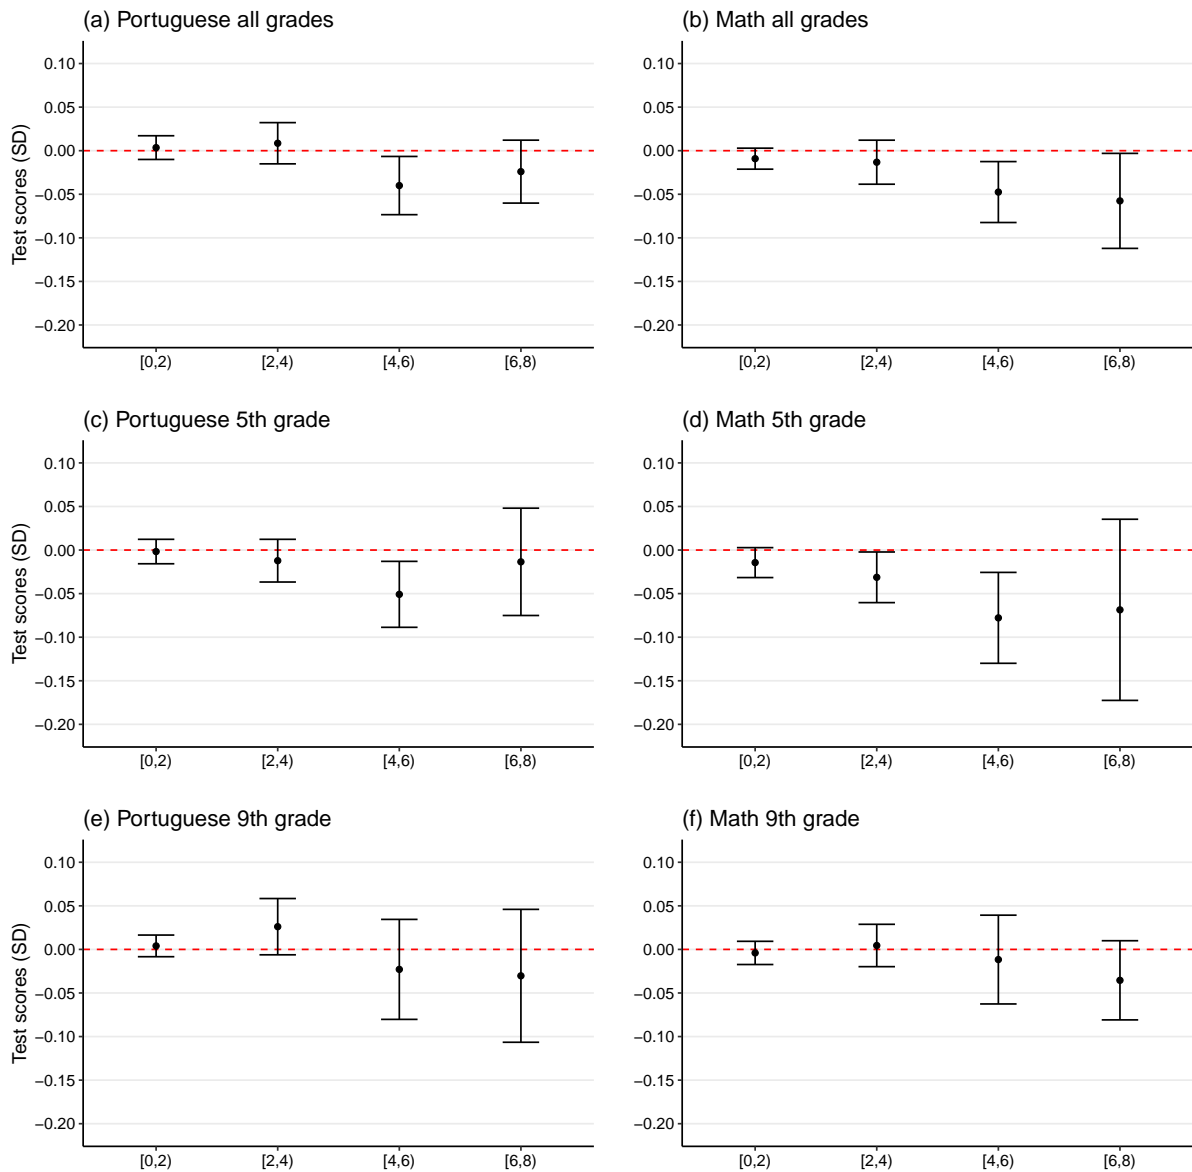 (a) Portuguese all grades
Test scores (SD)
0.10
0.05
0.00
−0.05
−0.10
−0.15
−0.20
[0,2) [2,4) [4,6) [6,8)
(b) Math all grades
0.10
0.05
0.00
−0.05
−0.10
−0.15
−0.20
[0,2) [2,4) [4,6) [6,8)
(c) Portuguese 5th grade
Test scores (SD)
0.10
0.05
0.00
−0.05
−0.10
−0.15
−0.20
[0,2) [2,4) [4,6) [6,8)
(d) Math 5th grade
0.10
0.05
0.00
−0.05
−0.10
−0.15
−0.20
[0,2) [2,4) [4,6) [6,8)
(e) Portuguese 9th grade
Test scores (SD)
0.10
0.05
0.00
−0.05
−0.10
−0.15
−0.20
[0,2) [2,4) [4,6) [6,8)
(f) Math 9th grade
0.10
0.05
0.00
−0.05
−0.10
−0.15
−0.20
[0,2) [2,4) [4,6) [6,8)